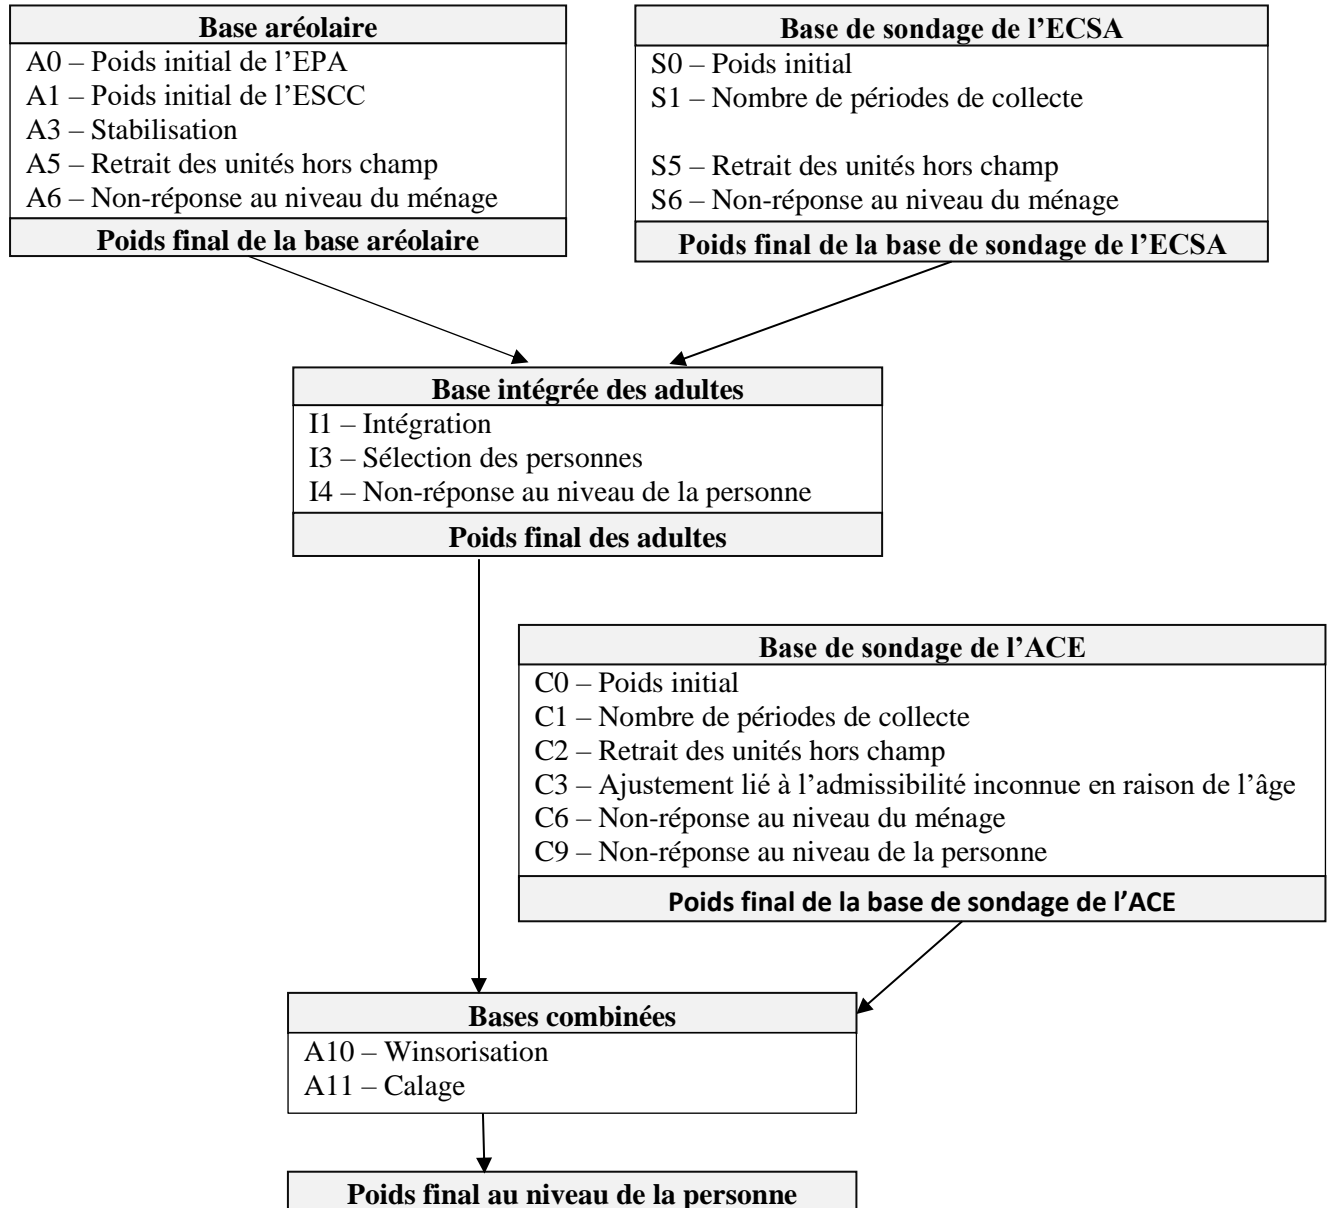 Base aréolaire
A0 – Poids initial de l’EPA
A1 – Poids initial de l’ESCC
A3 – Stabilisation
A5 – Retrait des unités hors champ
A6 – Non-réponse au niveau du ménage
Poids final de la base aréolaire
Base de sondage de l’ECSA
S0 – Poids initial
S1 – Nombre de périodes de collecte
S5 – Retrait des unités hors champ
S6 – Non-réponse au niveau du ménage
Poids final de la base de sondage de l’ECSA
Base intégrée des adultes
I1 – Intégration
I3 – Sélection des personnes
I4 – Non-réponse au niveau de la personne
Poids final des adultes
Base de sondage de l’ACE
C0 – Poids initial
C1 – Nombre de périodes de collecte
C2 – Retrait des unités hors champ
C3 – Ajustement lié à l’admissibilité inconnue en raison de l’âge
C6 – Non-réponse au niveau du ménage
C9 – Non-réponse au niveau de la personne
Poids final de la base de sondage de l’ACE
Bases combinées
A10 – Winsorisation
A11 – Calage
Poids final au niveau de la personne